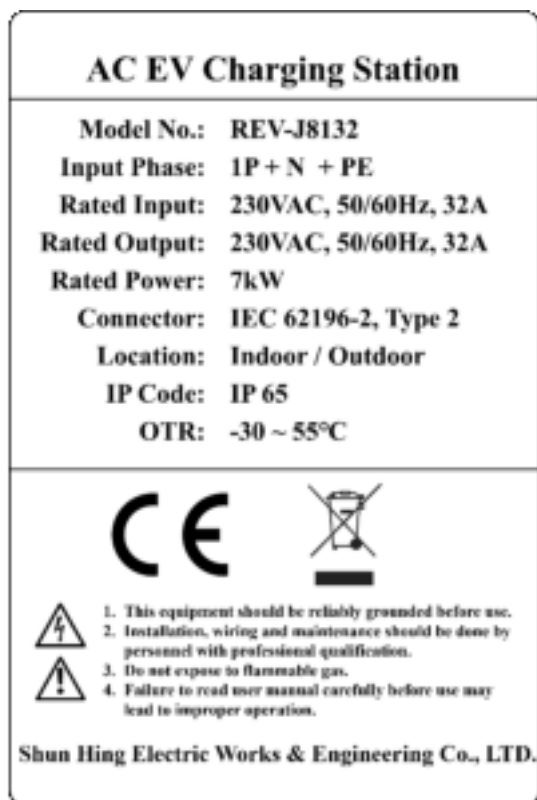 AC EV Charging Station
Model No.: REV-J8132
Input Phase: 1P + N + PE
Rated Input: 230VAC, 50/60Hz, 32A
Rated Output: 230VAC, 50/60Hz, 32A
Rated Power: 7kW
Connector: IEC 62196-2, Type 2
Location: Indoor / Outdoor
IP Code: IP 65
OTR: -30 ~ 55°C
CE
1. This equipment should be reliably grounded before use.
2. Installation, wiring and maintenance should be done by
personnel with professional qualification.
3. Do not expose to flammable gas.
4. Failure to read user manual carefully before use may
lead to improper operation.
Shun Hing Electric Works & Engineering Co., LTD.